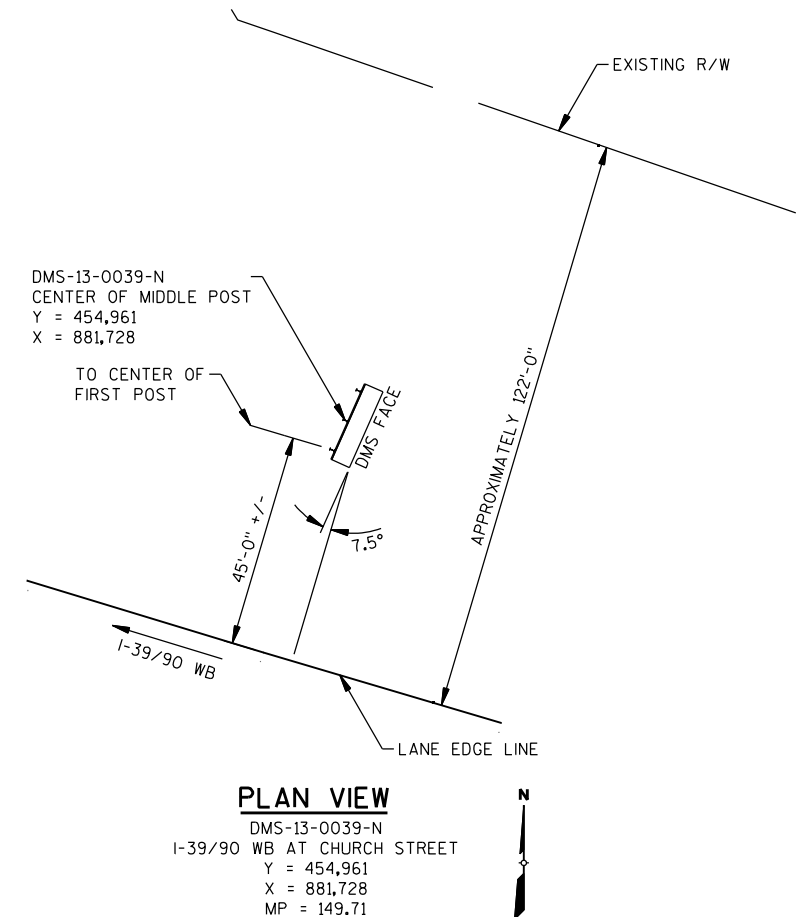 EXISTING R/W
DMS-13-0039-N
CENTER OF MIDDLE POST
Y = 454,961
X = 881,728
TO CENTER OF
FIRST POST
DMS FACE
APPROXIMATELY 122'-0"
45'-0" +/-
7.5°
I-39/90 WB
LANE EDGE LINE
PLAN VIEW
N
DMS-13-0039-N
I-39/90 WB AT CHURCH STREET
Y = 454,961
X = 881,728
MP = 149.71